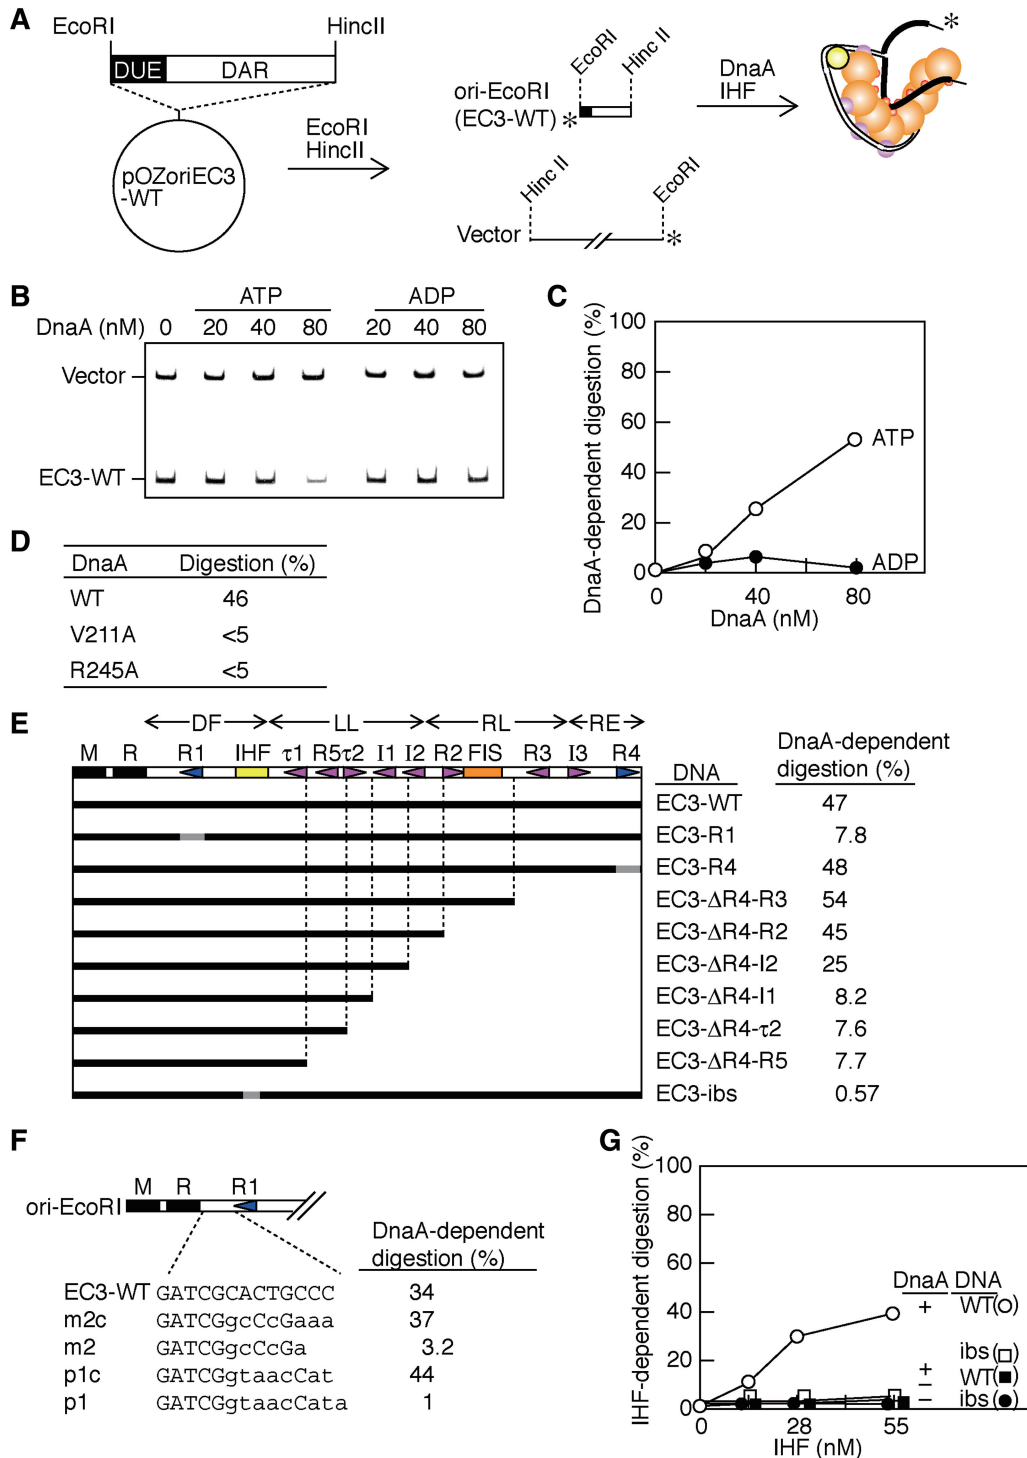 A
EcoRI
HincII
DUE
DAR
pOZoriEC3
-WT
EcoRI
HincII
ori-EcoRI
(EC3-WT) *
EcoRI
Hinc II
DnaA
IHF
*
Hinc II
EcoRI
Vector
*
B
ATP
ADP
DnaA (nM) 0 20 40 80 20 40 80
Vector
EC3-WT
C
DnaA-dependent digestion (%)
100
80
60
40
20
0
ATP
ADP
0 40 80
DnaA (nM)
D
DnaA Digestion (%)
WT 46
V211A <5
R245A <5
E
DF LL RL RE
M R R1 IHF τ1 R5 τ2 I1 I2 R2 FIS R3 I3 R4
DNA
DnaA-dependent
digestion (%)
EC3-WT 47
EC3-R1 7.8
EC3-R4 48
EC3-ΔR4-R3 54
EC3-ΔR4-R2 45
EC3-ΔR4-I2 25
EC3-ΔR4-I1 8.2
EC3-ΔR4-τ2 7.6
EC3-ΔR4-R5 7.7
EC3-ibs 0.57
F
M R R1
ori-EcoRI
DnaA-dependent
digestion (%)
EC3-WT GATCGCACTGCCC 34
m2c GATCGgcCcGaaa 37
m2 GATCGgcCcGa 3.2
p1c GATCGgtaacCat 44
p1 GATCGgtaacCata 1
G
IHF-dependent digestion (%)
100
80
60
40
20
0
DnaA DNA
+ WT(○)
ibs(□)
+
WT(■)
−
− ibs(●)
0 28 55
IHF (nM)